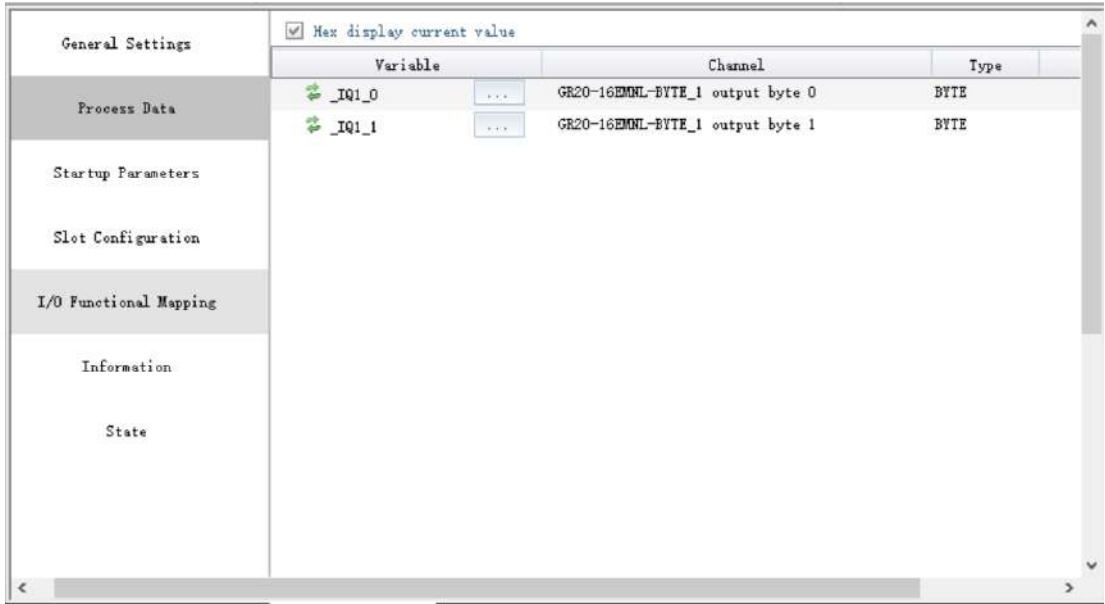 General Settings
Process Data
Startup Parameters
Slot Configuration
I/O Functional Mapping
Information
State
Hex display current value
Variable Channel Type
_IQ1_0 ... GR20-16EMNL-BYTE_1 output byte 0 BYTE
_IQ1_1 ... GR20-16EMNL-BYTE_1 output byte 1 BYTE